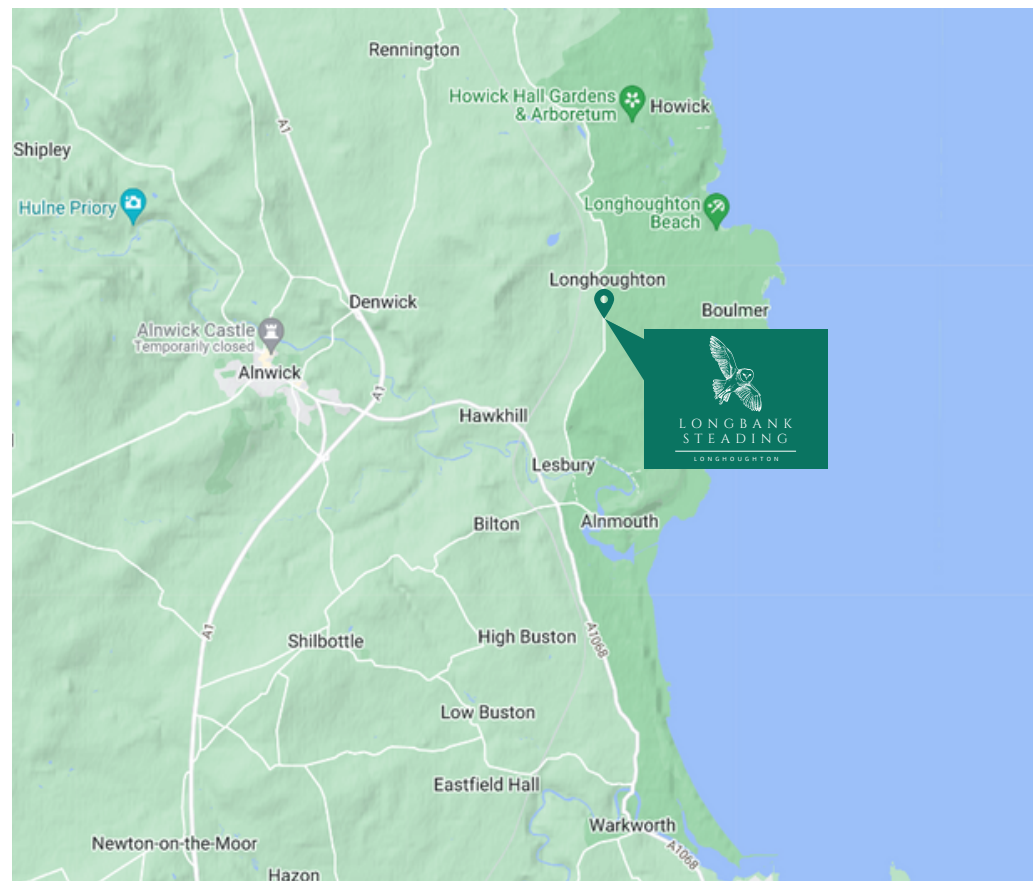 Rennington
Howick Hall Gardens
& Arboretum
Howick
A1
Shipley
Hulne Priory
Longhoughton
Beach
Longhoughton
Denwick
Boulmer
Alnwick Castle
Temporarily closed
Alnwick
A1
Hawkhill
LONGBANK
STEADING
LONGHOUGHTON
Lesbury
Bilton
Alnmouth
A1
Shilbottle
High Buston
A1068
Low Buston
Eastfield Hall
Warkworth
A1068
Newton-on-the-Moor
Hazon